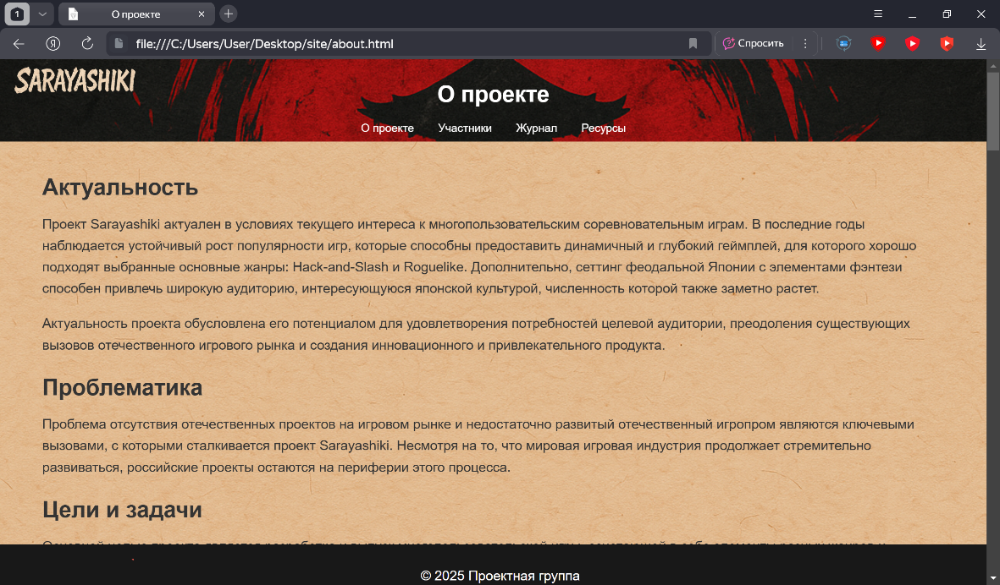 1
О проекте
file:///C:/Users/User/Desktop/site/about.html
Спросить
SARAYASHIKI
О проекте
О проекте Участники Журнал Ресурсы
Актуальность
Проект Sarayashiki актуален в условиях текущего интереса к многопользовательским соревновательным играм. В последние годы
наблюдается устойчивый рост популярности игр, которые способны предоставить динамичный и глубокий геймплей, для которого хорошо
подходят выбранные основные жанры: Hack-and-Slash и Roguelike. Дополнительно, сеттинг феодальной Японии с элементами фэнтези
способен привлечь широкую аудиторию, интересующуюся японской культурой, численность которой также заметно растет.
Актуальность проекта обусловлена его потенциалом для удовлетворения потребностей целевой аудитории, преодоления существующих
вызовов отечественного игрового рынка и создания инновационного и привлекательного продукта.
Проблематика
Проблема отсутствия отечественных проектов на игровом рынке и недостаточно развитый отечественный игропром являются ключевыми
вызовами, с которыми сталкивается проект Sarayashiki. Несмотря на то, что мировая игровая индустрия продолжает стремительно
развиваться, российские проекты остаются на периферии этого процесса.
Цели и задачи
© 2025 Проектная группа